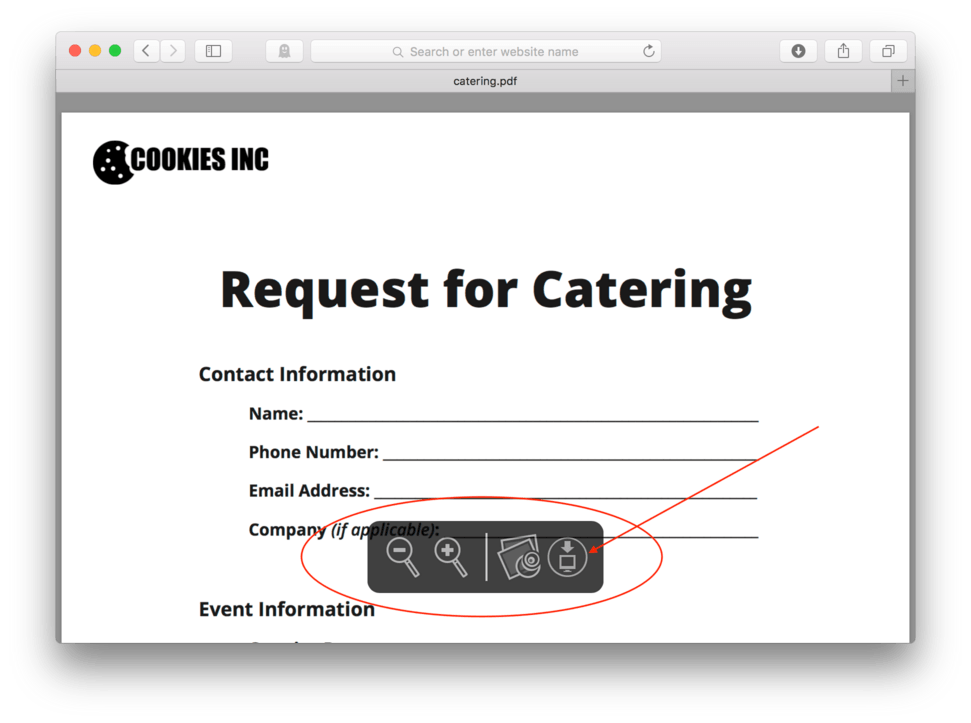 Search or enter website name
catering.pdf
COOKIES INC
Request for Catering
Contact Information
Name:
Phone Number:
Email Address:
Company (if applicable):
Event Information